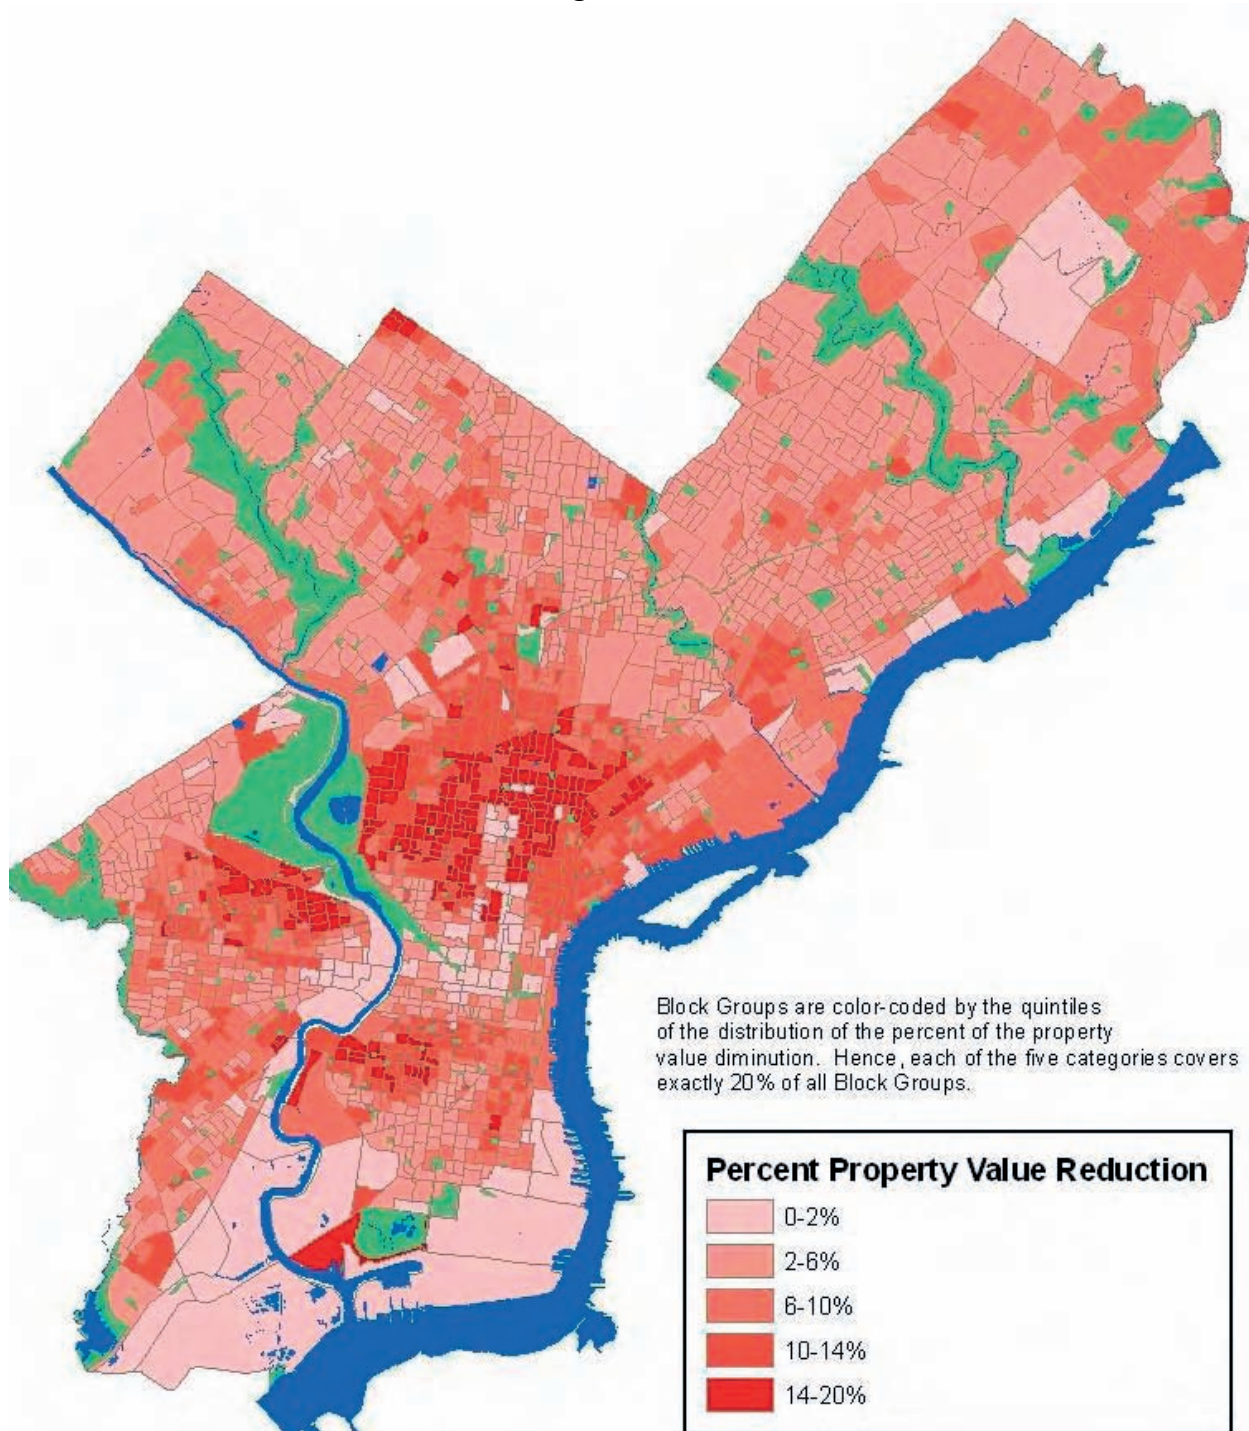 Block Groups are color-coded by the quintiles
of the distribution of the percent of the property
value diminution. Hence, each of the five categories covers
exactly 20% of all Block Groups.
Percent Property Value Reduction
0-2%
2-6%
6-10%
10-14%
14-20%